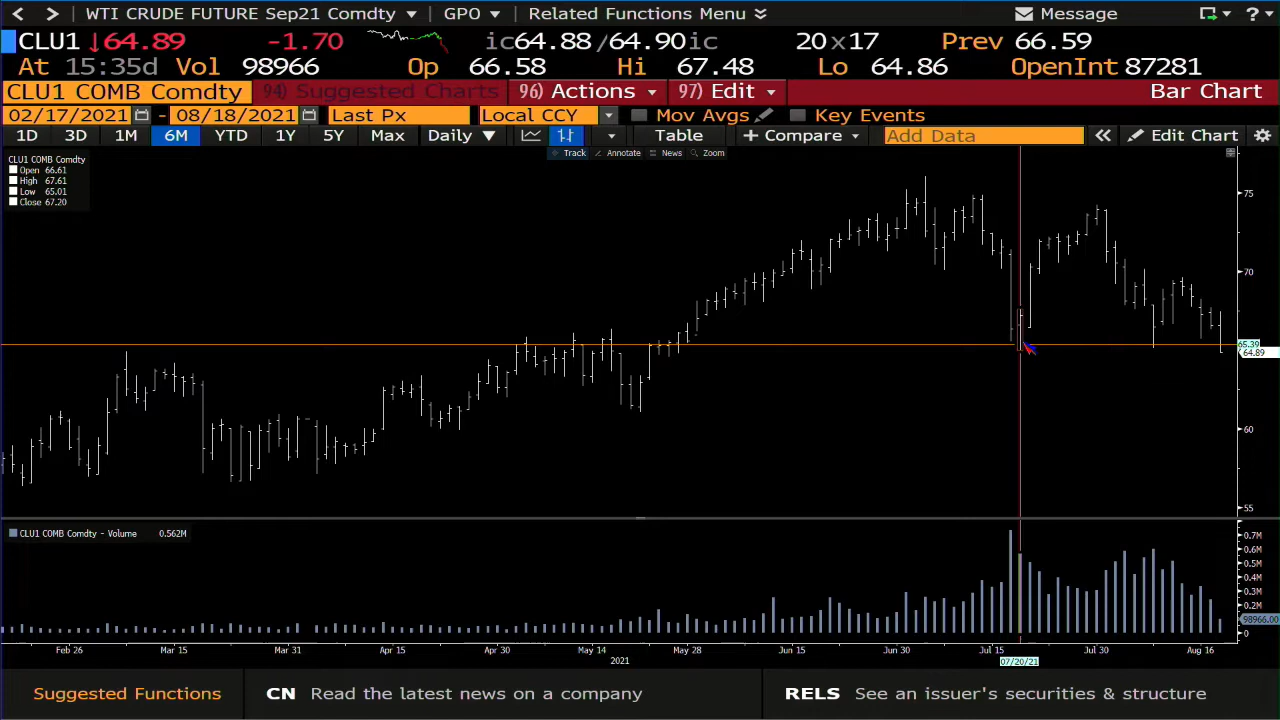 < > WTI CRUDE FUTURE Sep21 Comdty ▼ GPO ▼ Related Functions Menu Message ? ▼
CLU1 ↓64.89 -1.70 ic64.88 /64.90ic 20 x 17 Prev 66.59
At 15:35d Vol 98966 Op 66.58 Hi 67.48 Lo 64.86 OpenInt 87281
CLU1 COMB Comdty 94) Suggested Charts 96) Actions 97) Edit Bar Chart
02/17/2021 - 08/18/2021 Last Px Local CCY Mov Avgs Key Events
1D 3D 1M 6M YTD 1Y 5Y Max Daily ▼ Table + Compare Add Data « Edit Chart
Track Annotate News Zoom
CLU1 COMB Comdty
Open 66.61
High 67.61
Low 65.01
Close 67.20
75
70
65.39
64.89
60
55
CLU1 COMB Comdty - Volume 0.562M
0.7M
0.6M
0.5M
0.4M
0.3M
0.2M
98966.00
0
Feb 26 Mar 15 Mar 31 Apr 15 Apr 30 May 14 May 28 Jun 15 Jun 30 Jul 15 Jul 30 Aug 16
2021 07/20/21
Suggested Functions CN Read the latest news on a company RELS See an issuer's securities & structure